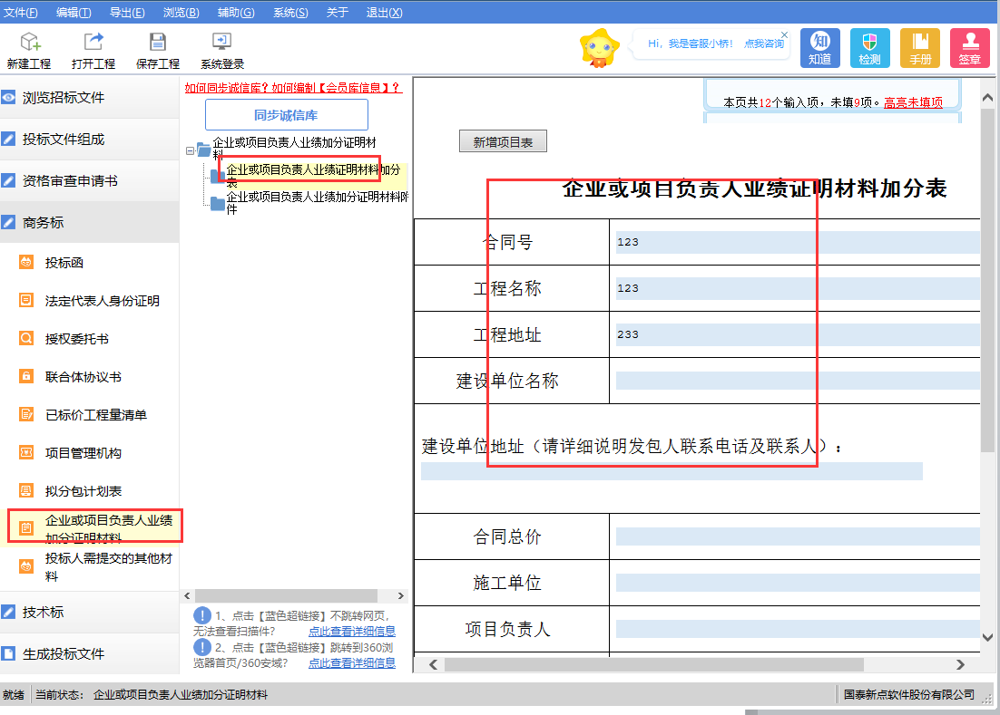 文件(F) 编辑(T) 导出(E) 浏览(B) 辅助(G) 系统(S) 关于 退出(X)
新建工程 打开工程 保存工程 系统登录
Hi，我是客服小桥！ 点我咨询
知 知道
检测
手册
签章
浏览招标文件
投标文件组成
资格审查申请书
商务标
投标函
法定代表人身份证明
授权委托书
联合体协议书
已标价工程量清单
项目管理机构
拟分包计划表
企业或项目负责人业绩
加分证明材料
投标人需提交的其他材
料
技术标
生成投标文件
如何同步诚信库？如何编制【会员库信息】？
同步诚信库
企业或项目负责人业绩加分证明材
料
企业或项目负责人业绩证明材料加分
表
企业或项目负责人业绩加分证明材料附
件
1、点击【蓝色超链接】不跳转网页，
无法查看扫描件？ 点此查看详细信息
2、点击【蓝色超链接】跳转到360浏
览器首页/360安域？ 点此查看详细信息
本页共12个输入项，未填9项。高亮未填项
新增项目表
企业或项目负责人业绩证明材料加分表
合同号 123
工程名称 123
工程地址 233
建设单位名称
建设单位地址（请详细说明发包人联系电话及联系人）：
合同总价
施工单位
项目负责人
就绪 当前状态： 企业或项目负责人业绩加分证明材料 国泰新点软件股份有限公司